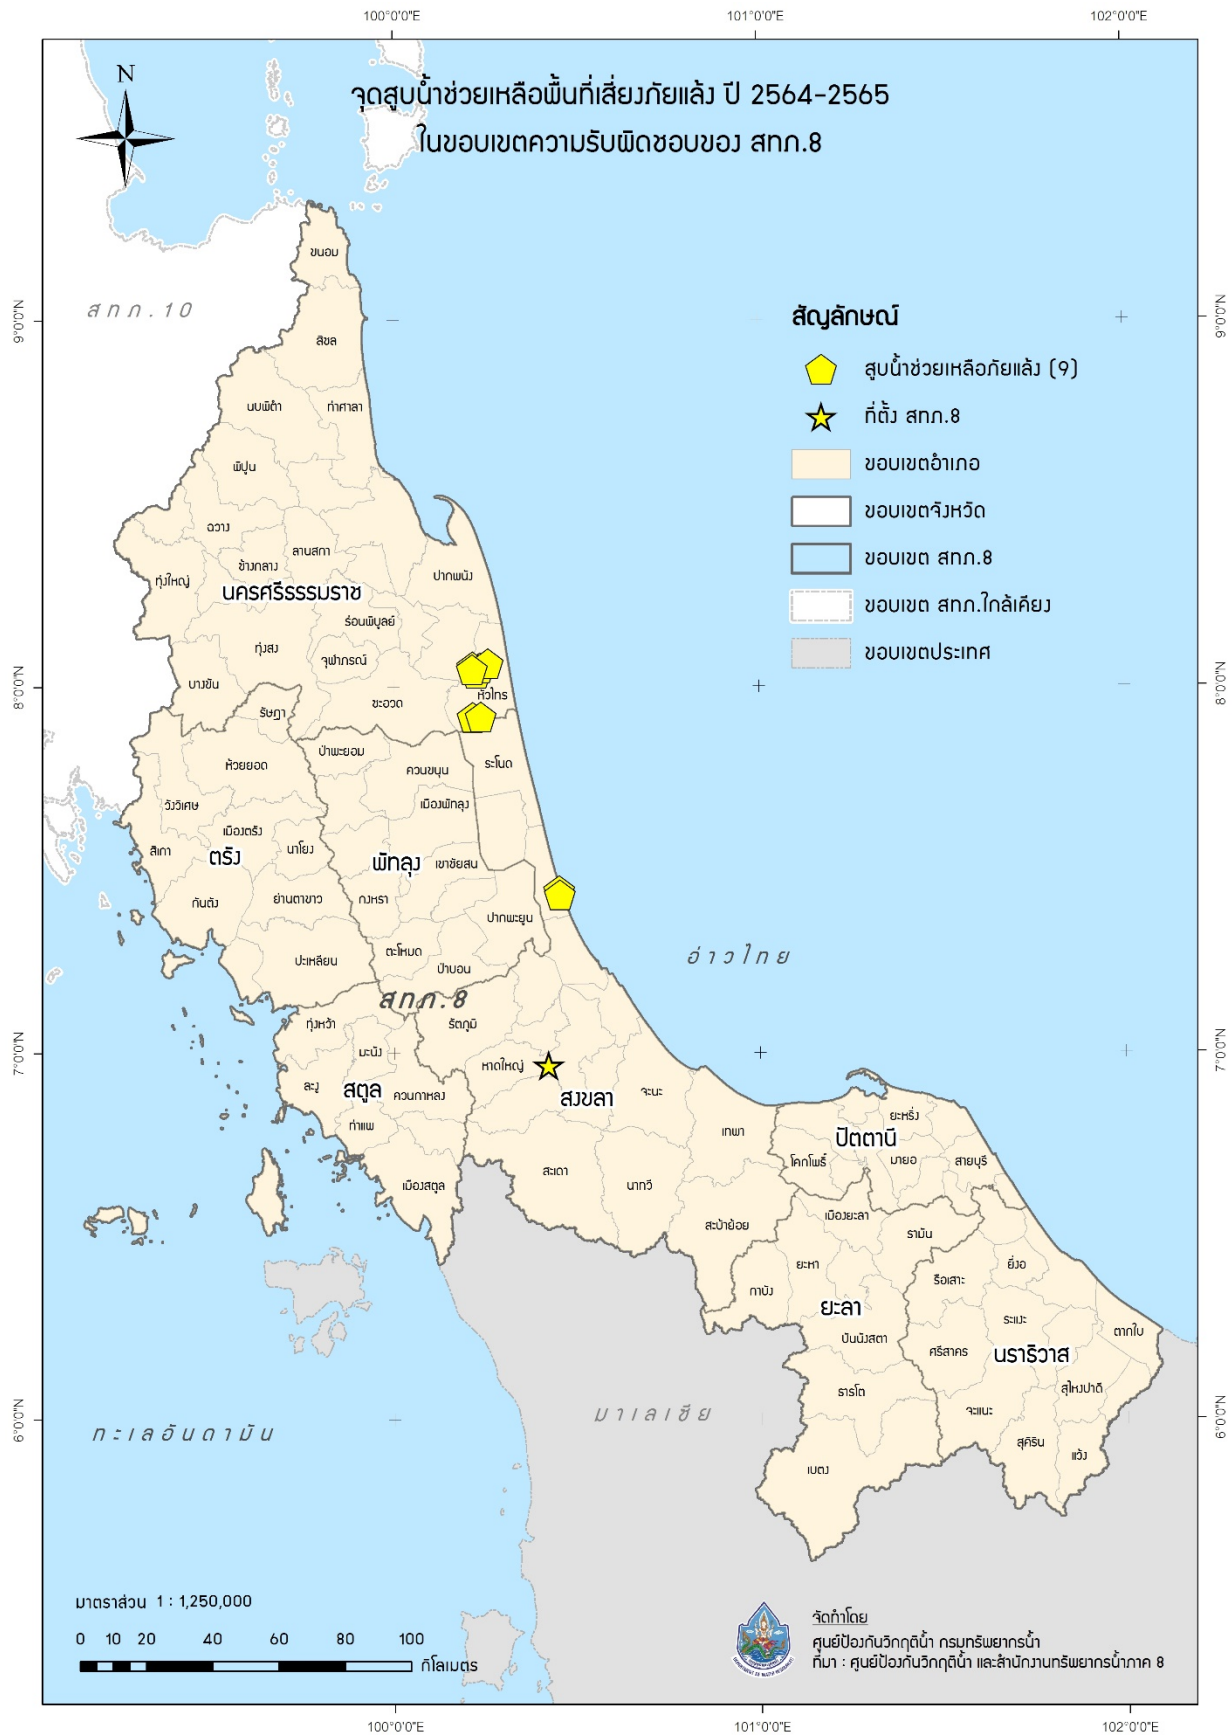 100°0'0"E
101°0'0"E
102°0'0"E
N
จุดสูบน้ำช่วยเหลือพื้นที่เสี่ยงภัยแล้ง ปี 2564-2565
ในขอบเขตความรับผิดชอบของ สทภ.8
สทภ.10
ขนอม
สิชล
นบพิตำ
ท่าศาลา
พิปูน
ฉวาง
ลานสกา
ช้างกลาง
ทุ่งใหญ่
ปากพนัง
นครศรีธรรมราช
ร่อนพิบูลย์
ทุ่งสง
จุฬาภรณ์
บางขัน
ชะอวด
หัวไทร
รัษฎา
ป่าพะยอม
ห้วยยอด
ควนขนุน
ระโนด
วังวิเศษ
เมืองพัทลุง
เมืองตรัง
สิเกา
ตรัง
นาโยง
พัทลุง
เขาชัยสน
กันตัง
ย่านตาขาว
กงหรา
ปากพะยูน
ปะเหลียน
ตะโหมด
ป่าบอน
สทภ.8
ทุ่งหว้า
รัตภูมิ
มะนัง
หาดใหญ่
ละงู
สตูล
ควนกาหลง
สงขลา
จะนะ
ท่าแพ
เทพา
เมืองสตูล
สะเดา
นาทวี
สะบ้าย้อย
ยะหริ่ง
ปัตตานี
โคกโพธิ์
มายอ
สายบุรี
เมืองยะลา
รามัน
ยะหา
ยี่งอ
กาบัง
ยะลา
รือเสาะ
ระแงะ
ตากใบ
บันนังสตา
ศรีสาคร
นราธิวาส
ธารโต
สุไหงปาดี
จะแนะ
สุคิริน
แว้ง
เบตง
อ่าวไทย
มาเลเซีย
ทะเลอันดามัน
สัญลักษณ์
สูบน้ำช่วยเหลือภัยแล้ง (9)
ที่ตั้ง สทภ.8
ขอบเขตอำเภอ
ขอบเขตจังหวัด
ขอบเขต สทภ.8
ขอบเขต สทภ.ใกล้เคียง
ขอบเขตประเทศ
9°0'0"N
8°0'0"N
7°0'0"N
6°0'0"N
9°0'0"N
8°0'0"N
7°0'0"N
6°0'0"N
มาตราส่วน 1 : 1,250,000
0 10 20 40 60 80 100
กิโลเมตร
จัดทำโดย
ศูนย์ป้องกันวิกฤติน้ำ กรมทรัพยากรน้ำ
ที่มา : ศูนย์ป้องกันวิกฤติน้ำ และสำนักงานทรัพยากรน้ำภาค 8
100°0'0"E
101°0'0"E
102°0'0"E